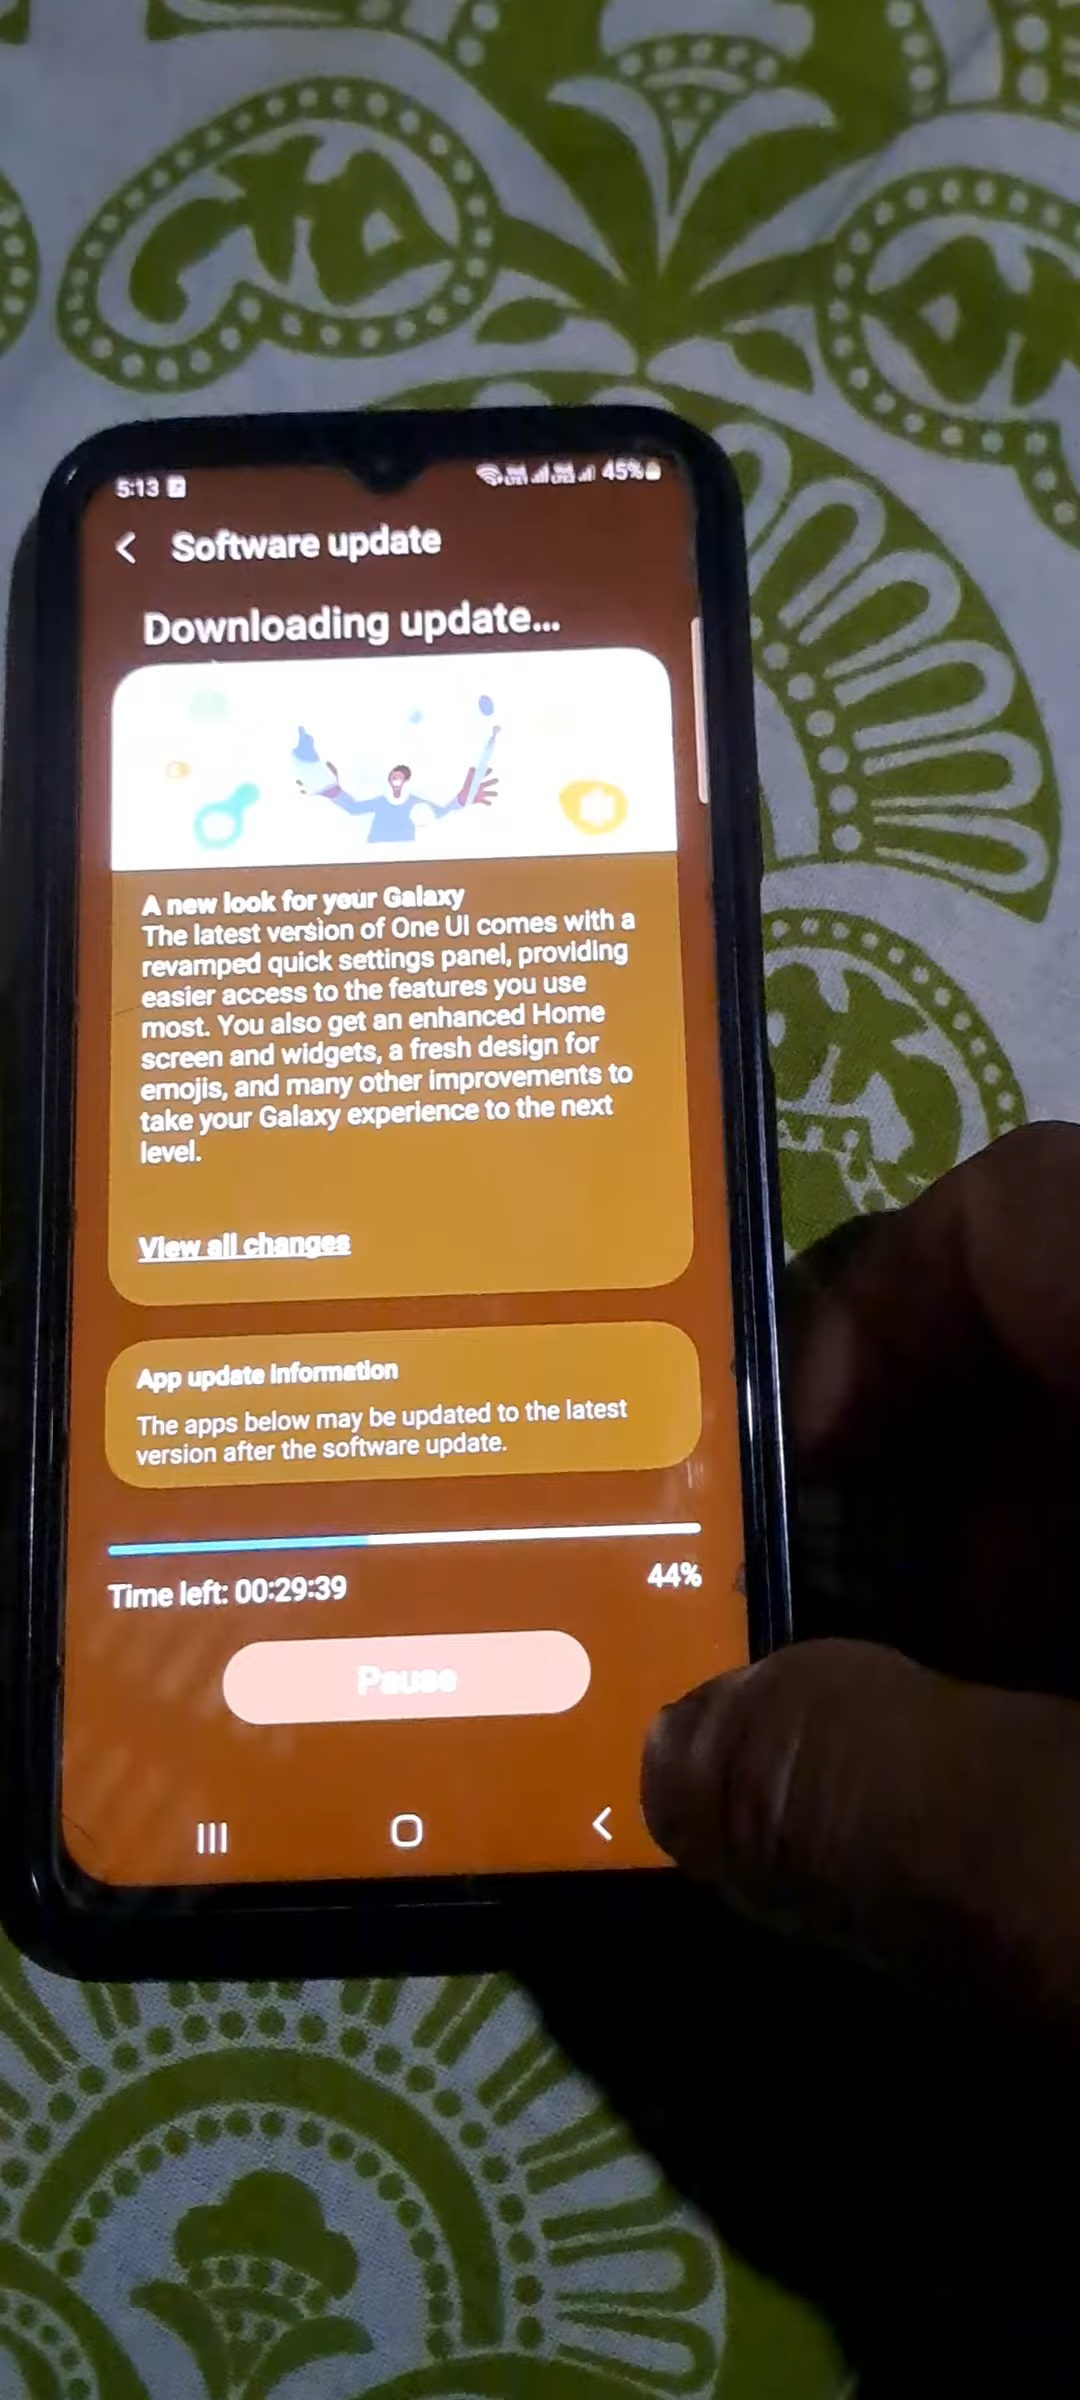 5:13 45%
Software update
Downloading update...
A new look for your Galaxy
The latest version of One UI comes with a
revamped quick settings panel, providing
easier access to the features you use
most. You also get an enhanced Home
screen and widgets, a fresh design for
emojis, and many other improvements to
take your Galaxy experience to the next
level.
View all changes
App update information
The apps below may be updated to the latest
version after the software update.
Time left: 00:29:39 44%
Pause